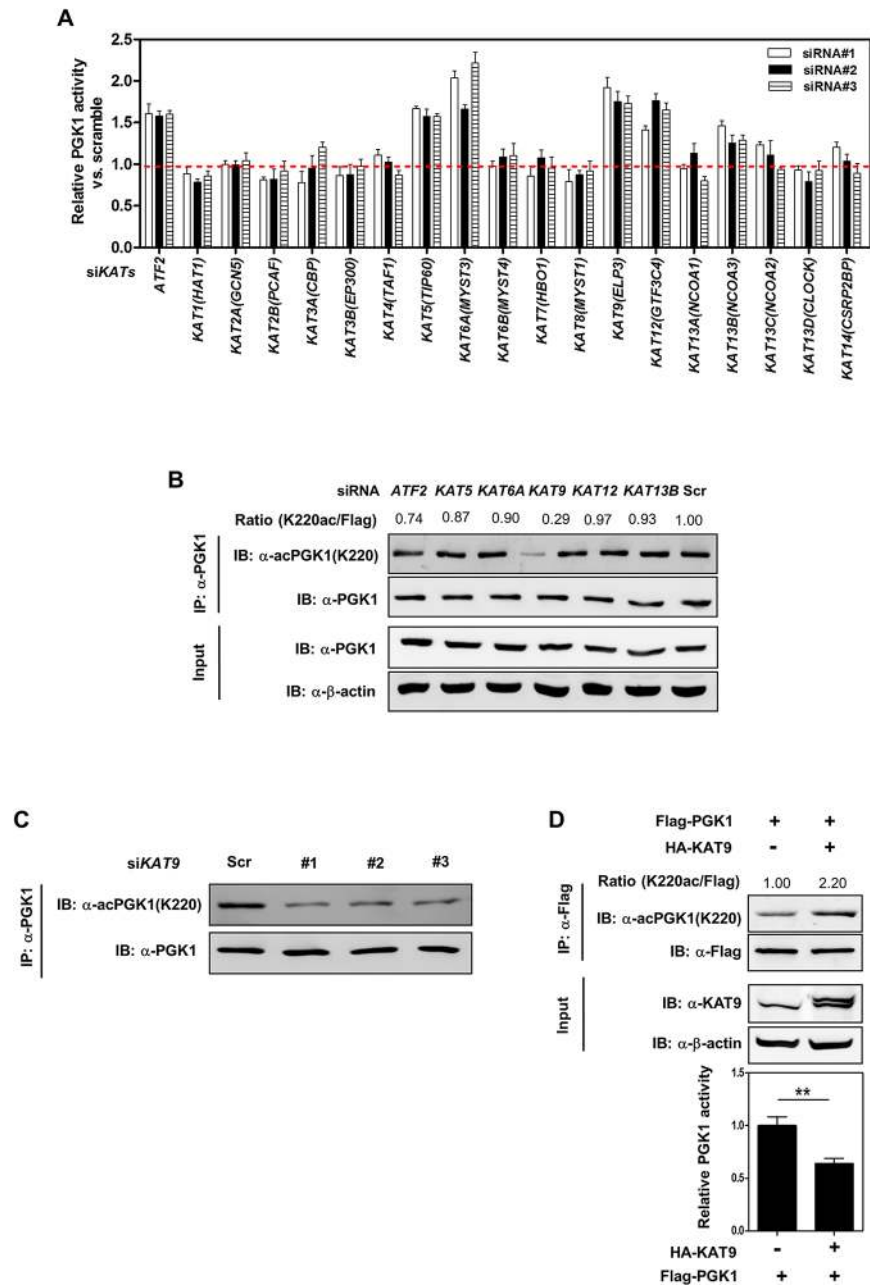 A
Relative PGK1 activity
vs. scramble
2.5
2.0
1.5
1.0
0.5
0.0
siRNA#1
siRNA#2
siRNA#3
siKATs
ATF2
KAT1(HAT1)
KAT2A(GCN5)
KAT2B(PCAF)
KAT3A(CBP)
KAT3B(EP300)
KAT4(TAF1)
KAT5(TIP60)
KAT6A(MYST3)
KAT6B(MYST4)
KAT7(HBO1)
KAT8(MYST1)
KAT9(ELP3)
KAT12(GTF3C4)
KAT13A(NCOA1)
KAT13B(NCOA3)
KAT13C(NCOA2)
KAT13D(CLOCK)
KAT14(CSRP2BP)
B
siRNA ATF2 KAT5 KAT6A KAT9 KAT12 KAT13B Scr
Ratio (K220ac/Flag) 0.74 0.87 0.90 0.29 0.97 0.93 1.00
IP: α-PGK1
IB: α-acPGK1(K220)
IB: α-PGK1
Input
IB: α-PGK1
IB: α-β-actin
C
siKAT9 Scr #1 #2 #3
IP: α-PGK1
IB: α-acPGK1(K220)
IB: α-PGK1
D
Flag-PGK1 + +
HA-KAT9 - +
Ratio (K220ac/Flag) 1.00 2.20
IP: α-Flag
IB: α-acPGK1(K220)
IB: α-Flag
Input
IB: α-KAT9
IB: α-β-actin
Relative PGK1 activity
1.5
1.0
0.5
0.0
**
HA-KAT9 - +
Flag-PGK1 + +